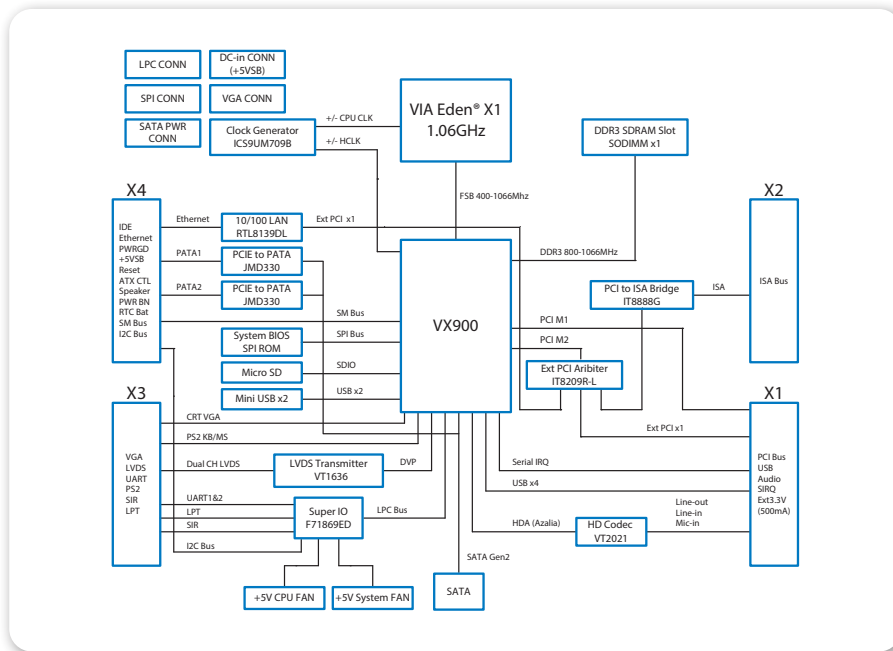 LPC CONN
DC-in CONN
(+5VSB)
SPI CONN
VGA CONN
SATA PWR
CONN
Clock Generator
ICS9UM709B
+/- CPU CLK
+/- HCLK
VIA Eden® X1
1.06GHz
DDR3 SDRAM Slot
SODIMM x1
FSB 400-1066Mhz
X4
IDE
Ethernet
PWRGD
+5VSB
Reset
ATX CTL
Speaker
PWR BN
RTC Bat
SM Bus
I2C Bus
Ethernet
10/100 LAN
RTL8139DL
Ext PCI x1
PATA1
PCIE to PATA
JMD330
PATA2
PCIE to PATA
JMD330
SM Bus
System BIOS
SPI ROM
SPI Bus
Micro SD
SDIO
Mini USB x2
USB x2
VX900
DDR3 800-1066MHz
PCI to ISA Bridge
IT8888G
ISA
X2
ISA Bus
PCI M1
PCI M2
Ext PCI Aribiter
IT8209R-L
Ext PCI x1
X3
VGA
LVDS
UART
PS2
SIR
LPT
CRT VGA
PS2 KB/MS
Dual CH LVDS
LVDS Transmitter
VT1636
DVP
UART1&2
LPT
SIR
I2C Bus
Super IO
F71869ED
LPC Bus
+5V CPU FAN
+5V System FAN
SATA Gen2
SATA
Serial IRQ
USB x4
HDA (Azalia)
HD Codec
VT2021
Line-out
Line-in
Mic-in
X1
PCI Bus
USB
Audio
SIRQ
Ext3.3V
(500mA)